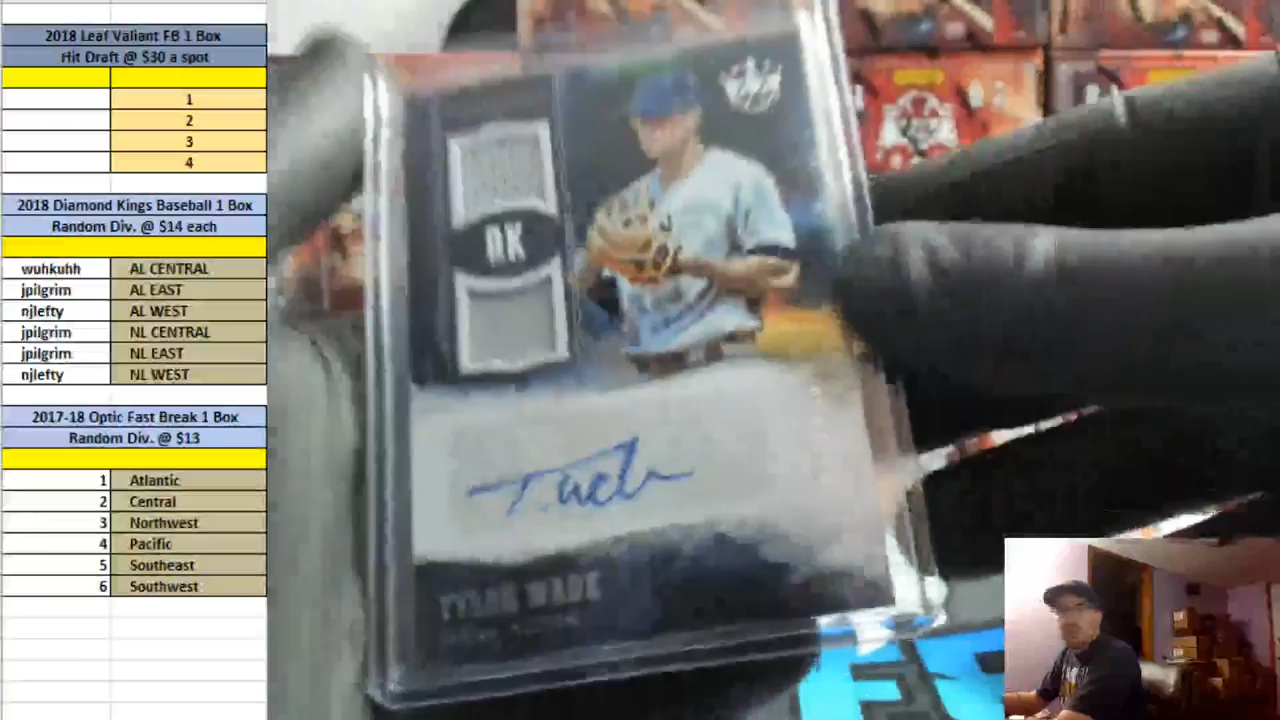 2018 Leaf Valiant FB 1 Box
Hit Draft @ $30 a spot
1
2
3
4
2018 Diamond Kings Baseball 1 Box
Random Div. @ $14 each
wuhkuhh AL CENTRAL
jpilgrim AL EAST
njlefty AL WEST
jpilgrim NL CENTRAL
jpilgrim NL EAST
njlefty NL WEST
2017-18 Optic Fast Break 1 Box
Random Div. @ $13
1 Atlantic
2 Central
3 Northwest
4 Pacific
5 Southeast
6 Southwest
DK
TYLER WADE